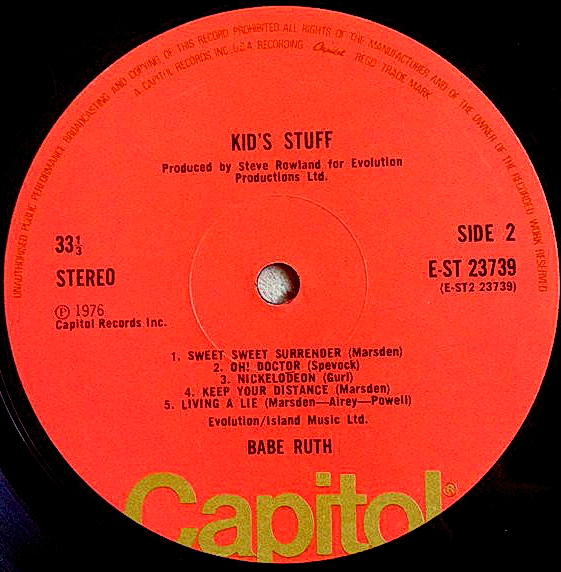 UNAUTHORISED PUBLIC PERFORMANCE BROADCASTING AND COPYING OF THIS RECORD PROHIBITED ALL RIGHTS OF THE MANUFACTURER AND OF THE OWNER OF THE RECORDED WORK RESERVED
A CAPITOL RECORDS INC. U.S.A RECORDING Capitol REGD TRADE MARK
KID'S STUFF
Produced by Steve Rowland for Evolution
Productions Ltd.
33⅓
SIDE 2
STEREO
E-ST 23739
(E-ST2 23739)
Ⓟ 1976
Capitol Records Inc.
1. SWEET SWEET SURRENDER (Marsden)
2. OH! DOCTOR (Spevock)
3. NICKELODEON (Gurl)
4. KEEP YOUR DISTANCE (Marsden)
5. LIVING A LIE (Marsden—Airey—Powell)
Evolution/Island Music Ltd.
BABE RUTH
Capitol®